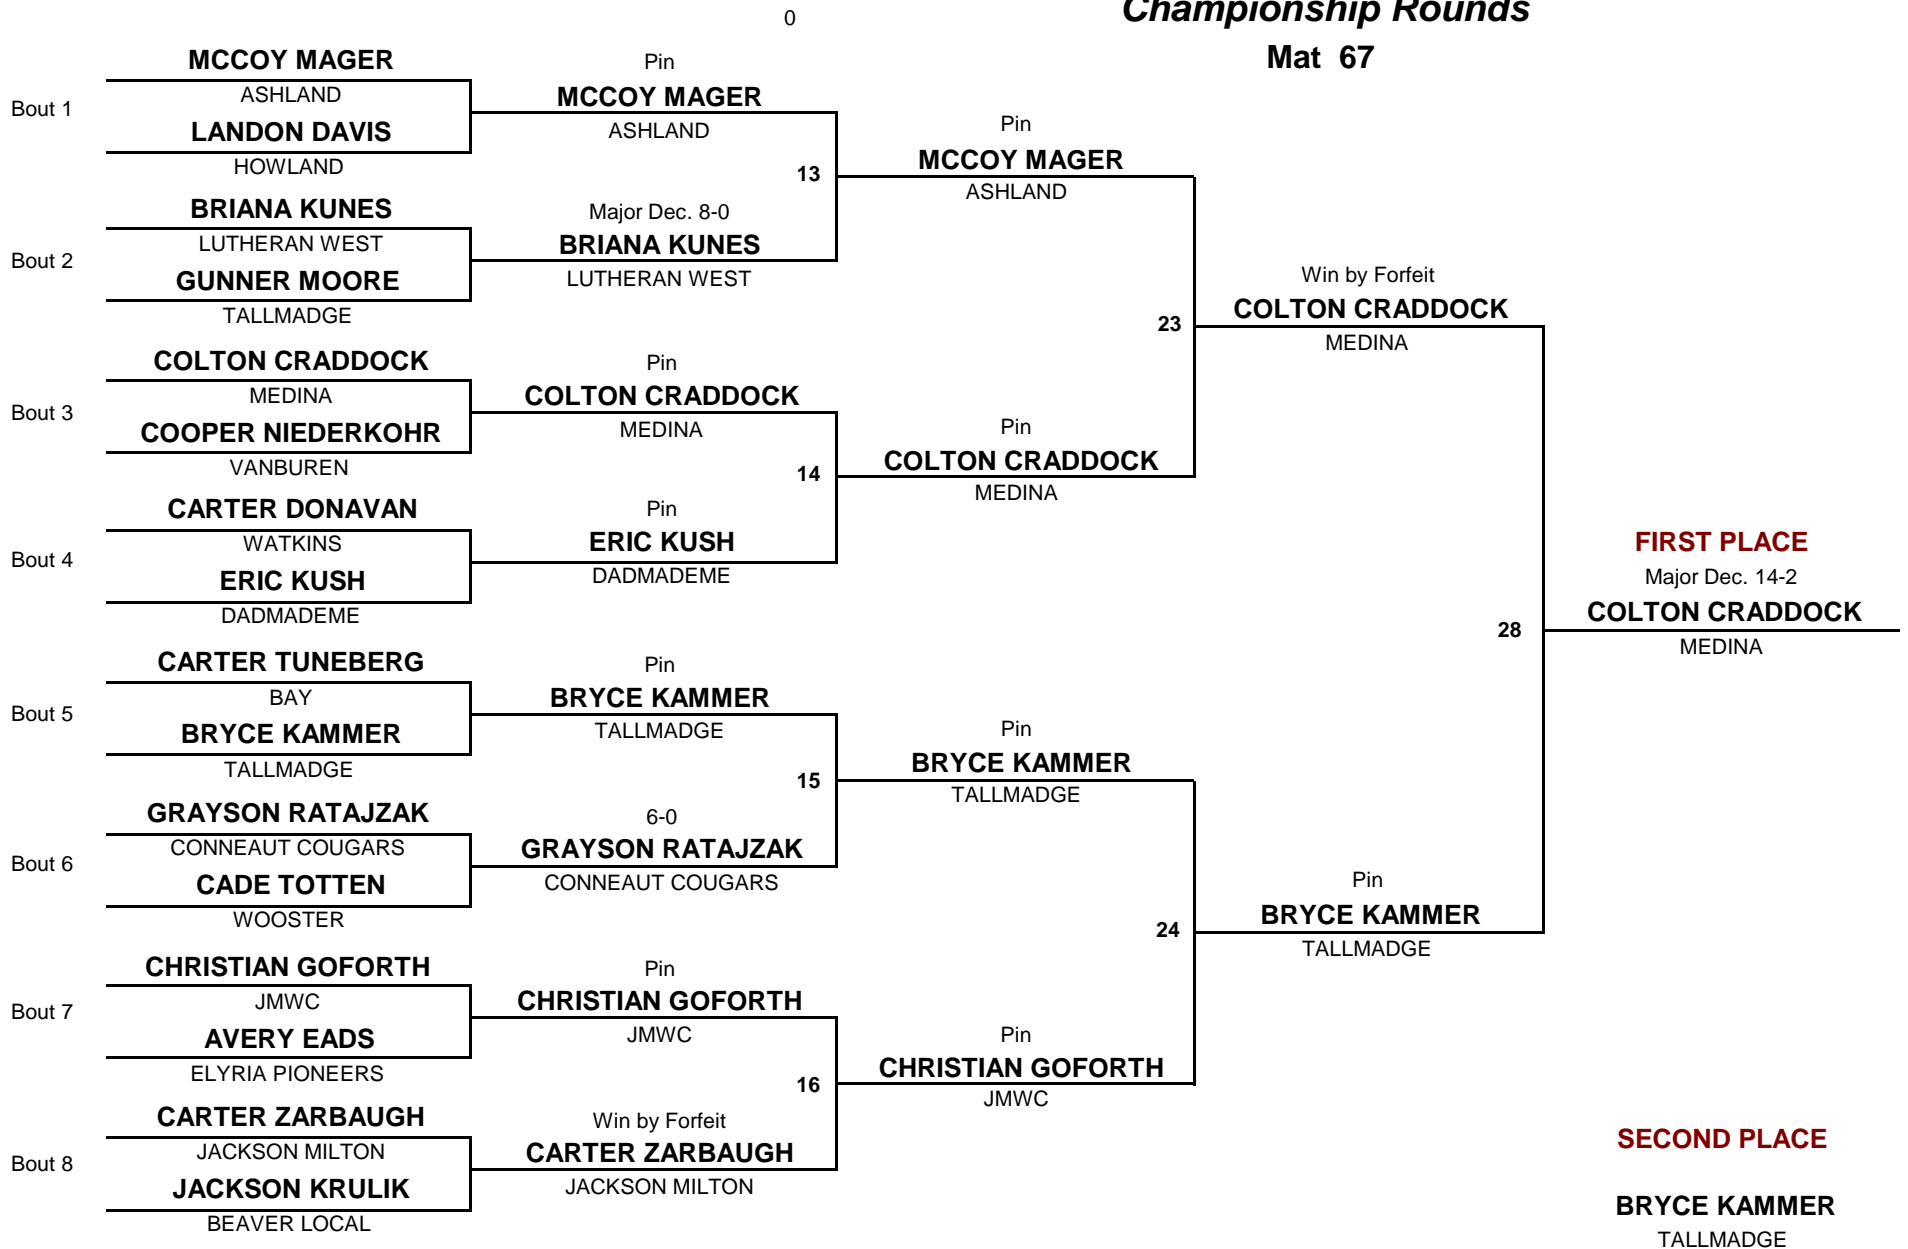 0
Championship Rounds
Mat 67
MCCOY MAGER
ASHLAND
Bout 1
LANDON DAVIS
HOWLAND
BRIANA KUNES
LUTHERAN WEST
Bout 2
GUNNER MOORE
TALLMADGE
COLTON CRADDOCK
MEDINA
Bout 3
COOPER NIEDERKOHR
VANBUREN
CARTER DONAVAN
WATKINS
Bout 4
ERIC KUSH
DADMADEME
CARTER TUNEBERG
BAY
Bout 5
BRYCE KAMMER
TALLMADGE
GRAYSON RATAJZAK
CONNEAUT COUGARS
Bout 6
CADE TOTTEN
WOOSTER
CHRISTIAN GOFORTH
JMWC
Bout 7
AVERY EADS
ELYRIA PIONEERS
CARTER ZARBAUGH
JACKSON MILTON
Bout 8
JACKSON KRULIK
BEAVER LOCAL
Pin
MCCOY MAGER
ASHLAND
13
Major Dec. 8-0
BRIANA KUNES
LUTHERAN WEST
Pin
COLTON CRADDOCK
MEDINA
14
Pin
ERIC KUSH
DADMADEME
Pin
BRYCE KAMMER
TALLMADGE
15
6-0
GRAYSON RATAJZAK
CONNEAUT COUGARS
Pin
CHRISTIAN GOFORTH
JMWC
16
Win by Forfeit
CARTER ZARBAUGH
JACKSON MILTON
Pin
MCCOY MAGER
ASHLAND
23
Pin
COLTON CRADDOCK
MEDINA
Pin
BRYCE KAMMER
TALLMADGE
24
Pin
CHRISTIAN GOFORTH
JMWC
Win by Forfeit
COLTON CRADDOCK
MEDINA
28
Pin
BRYCE KAMMER
TALLMADGE
FIRST PLACE
Major Dec. 14-2
COLTON CRADDOCK
MEDINA
SECOND PLACE
BRYCE KAMMER
TALLMADGE